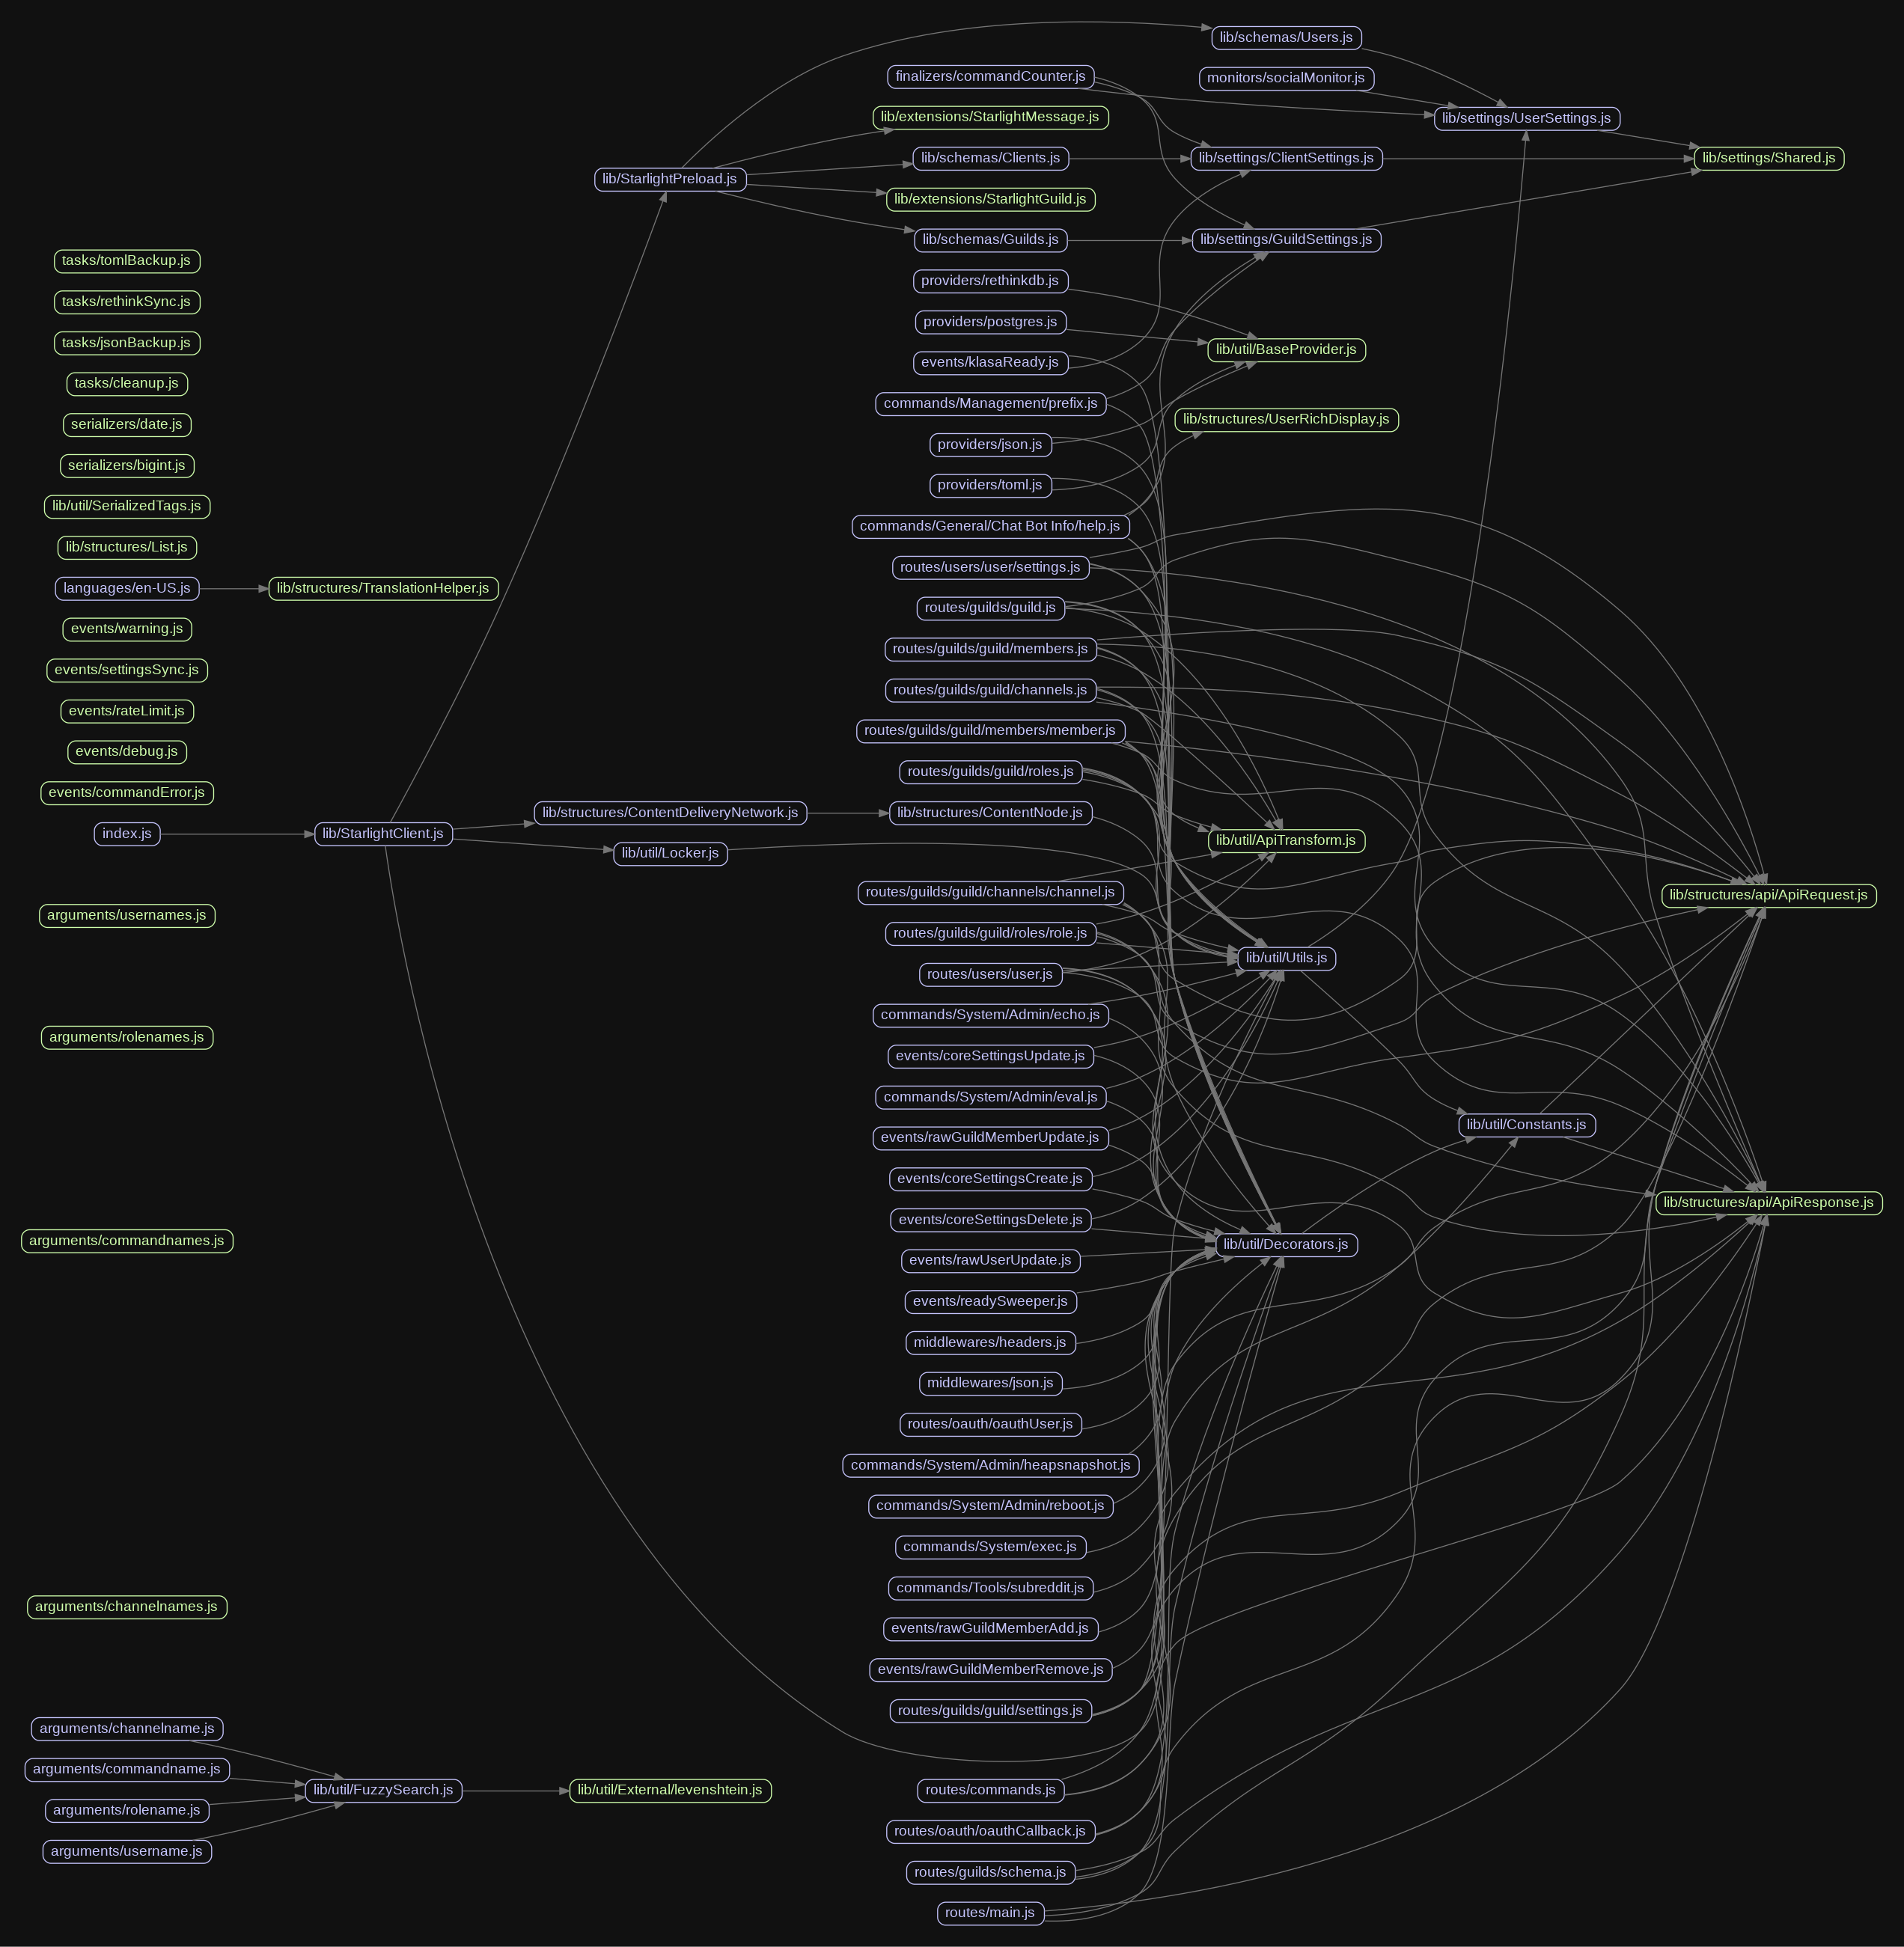 tasks/tomlBackup.js
tasks/rethinkSync.js
tasks/jsonBackup.js
tasks/cleanup.js
serializers/date.js
serializers/bigint.js
lib/util/SerializedTags.js
lib/structures/List.js
languages/en-US.js
events/warning.js
events/settingsSync.js
events/rateLimit.js
events/debug.js
events/commandError.js
index.js
arguments/usernames.js
arguments/rolenames.js
arguments/commandnames.js
arguments/channelnames.js
arguments/channelname.js
arguments/commandname.js
arguments/rolename.js
arguments/username.js
lib/structures/TranslationHelper.js
lib/StarlightClient.js
lib/util/FuzzySearch.js
lib/StarlightPreload.js
lib/structures/ContentDeliveryNetwork.js
lib/util/Locker.js
lib/util/External/levenshtein.js
finalizers/commandCounter.js
lib/extensions/StarlightMessage.js
lib/schemas/Clients.js
lib/extensions/StarlightGuild.js
lib/schemas/Guilds.js
providers/rethinkdb.js
providers/postgres.js
events/klasaReady.js
commands/Management/prefix.js
providers/json.js
providers/toml.js
commands/General/Chat Bot Info/help.js
routes/users/user/settings.js
routes/guilds/guild.js
routes/guilds/guild/members.js
routes/guilds/guild/channels.js
routes/guilds/guild/members/member.js
routes/guilds/guild/roles.js
lib/structures/ContentNode.js
routes/guilds/guild/channels/channel.js
routes/guilds/guild/roles/role.js
routes/users/user.js
commands/System/Admin/echo.js
events/coreSettingsUpdate.js
commands/System/Admin/eval.js
events/rawGuildMemberUpdate.js
events/coreSettingsCreate.js
events/coreSettingsDelete.js
events/rawUserUpdate.js
events/readySweeper.js
middlewares/headers.js
middlewares/json.js
routes/oauth/oauthUser.js
commands/System/Admin/heapsnapshot.js
commands/System/Admin/reboot.js
commands/System/exec.js
commands/Tools/subreddit.js
events/rawGuildMemberAdd.js
events/rawGuildMemberRemove.js
routes/guilds/guild/settings.js
routes/commands.js
routes/oauth/oauthCallback.js
routes/guilds/schema.js
routes/main.js
lib/schemas/Users.js
monitors/socialMonitor.js
lib/settings/ClientSettings.js
lib/settings/GuildSettings.js
lib/util/BaseProvider.js
lib/structures/UserRichDisplay.js
lib/util/ApiTransform.js
lib/util/Utils.js
lib/util/Decorators.js
lib/settings/UserSettings.js
lib/util/Constants.js
lib/settings/Shared.js
lib/structures/api/ApiRequest.js
lib/structures/api/ApiResponse.js